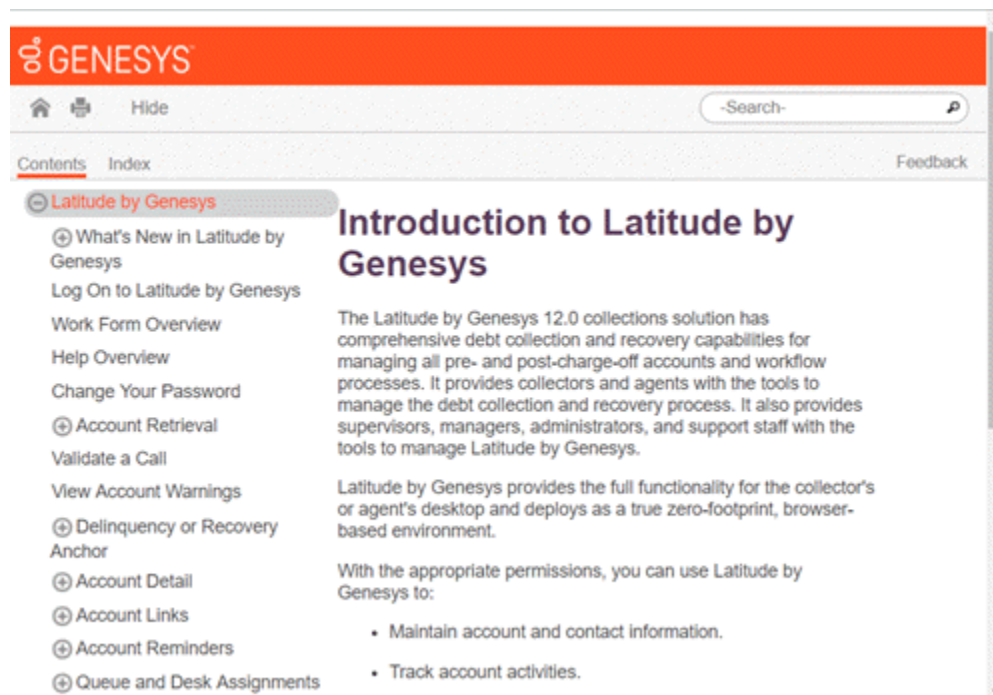 GENESYS
Hide
-Search-
Contents
Index
Feedback
Latitude by Genesys
What's New in Latitude by
Genesys
Log On to Latitude by Genesys
Work Form Overview
Help Overview
Change Your Password
Account Retrieval
Validate a Call
View Account Warnings
Delinquency or Recovery
Anchor
Account Detail
Account Links
Account Reminders
Queue and Desk Assignments
Introduction to Latitude by
Genesys
The Latitude by Genesys 12.0 collections solution has
comprehensive debt collection and recovery capabilities for
managing all pre- and post-charge-off accounts and workflow
processes. It provides collectors and agents with the tools to
manage the debt collection and recovery process. It also provides
supervisors, managers, administrators, and support staff with the
tools to manage Latitude by Genesys.
Latitude by Genesys provides the full functionality for the collector's
or agent's desktop and deploys as a true zero-footprint, browser-
based environment.
With the appropriate permissions, you can use Latitude by
Genesys to:
• Maintain account and contact information.
• Track account activities.